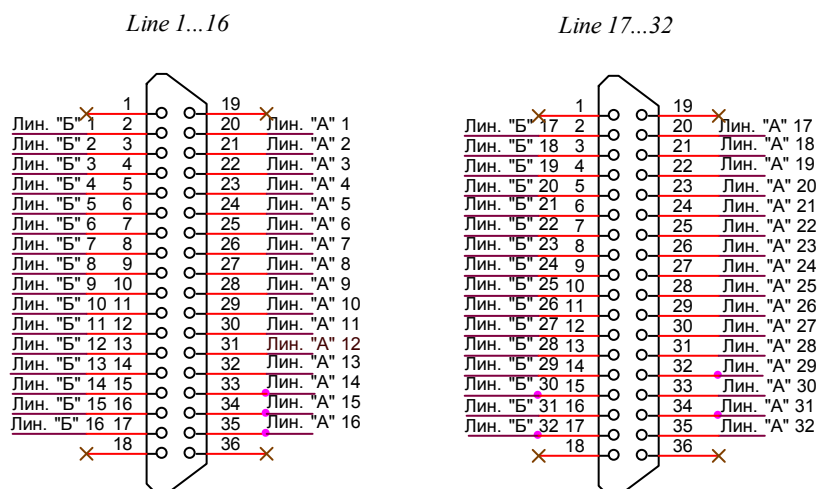 Line 1...16
Line 17...32
1 19
Лин. "Б" 1 2 20 Лин. "А" 1
Лин. "Б" 2 3 21 Лин. "А" 2
Лин. "Б" 3 4 22 Лин. "А" 3
Лин. "Б" 4 5 23 Лин. "А" 4
Лин. "Б" 5 6 24 Лин. "А" 5
Лин. "Б" 6 7 25 Лин. "А" 6
Лин. "Б" 7 8 26 Лин. "А" 7
Лин. "Б" 8 9 27 Лин. "А" 8
Лин. "Б" 9 10 28 Лин. "А" 9
Лин. "Б" 10 11 29 Лин. "А" 10
Лин. "Б" 11 12 30 Лин. "А" 11
Лин. "Б" 12 13 31 Лин. "А" 12
Лин. "Б" 13 14 32 Лин. "А" 13
Лин. "Б" 14 15 33 Лин. "А" 14
Лин. "Б" 15 16 34 Лин. "А" 15
Лин. "Б" 16 17 35 Лин. "А" 16
18 36
1 19
Лин. "Б" 17 2 20 Лин. "А" 17
Лин. "Б" 18 3 21 Лин. "А" 18
Лин. "Б" 19 4 22 Лин. "А" 19
Лин. "Б" 20 5 23 Лин. "А" 20
Лин. "Б" 21 6 24 Лин. "А" 21
Лин. "Б" 22 7 25 Лин. "А" 22
Лин. "Б" 23 8 26 Лин. "А" 23
Лин. "Б" 24 9 27 Лин. "А" 24
Лин. "Б" 25 10 28 Лин. "А" 25
Лин. "Б" 26 11 29 Лин. "А" 26
Лин. "Б" 27 12 30 Лин. "А" 27
Лин. "Б" 28 13 31 Лин. "А" 28
Лин. "Б" 29 14 32 Лин. "А" 29
Лин. "Б" 30 15 33 Лин. "А" 30
Лин. "Б" 31 16 34 Лин. "А" 31
Лин. "Б" 32 17 35 Лин. "А" 32
18 36